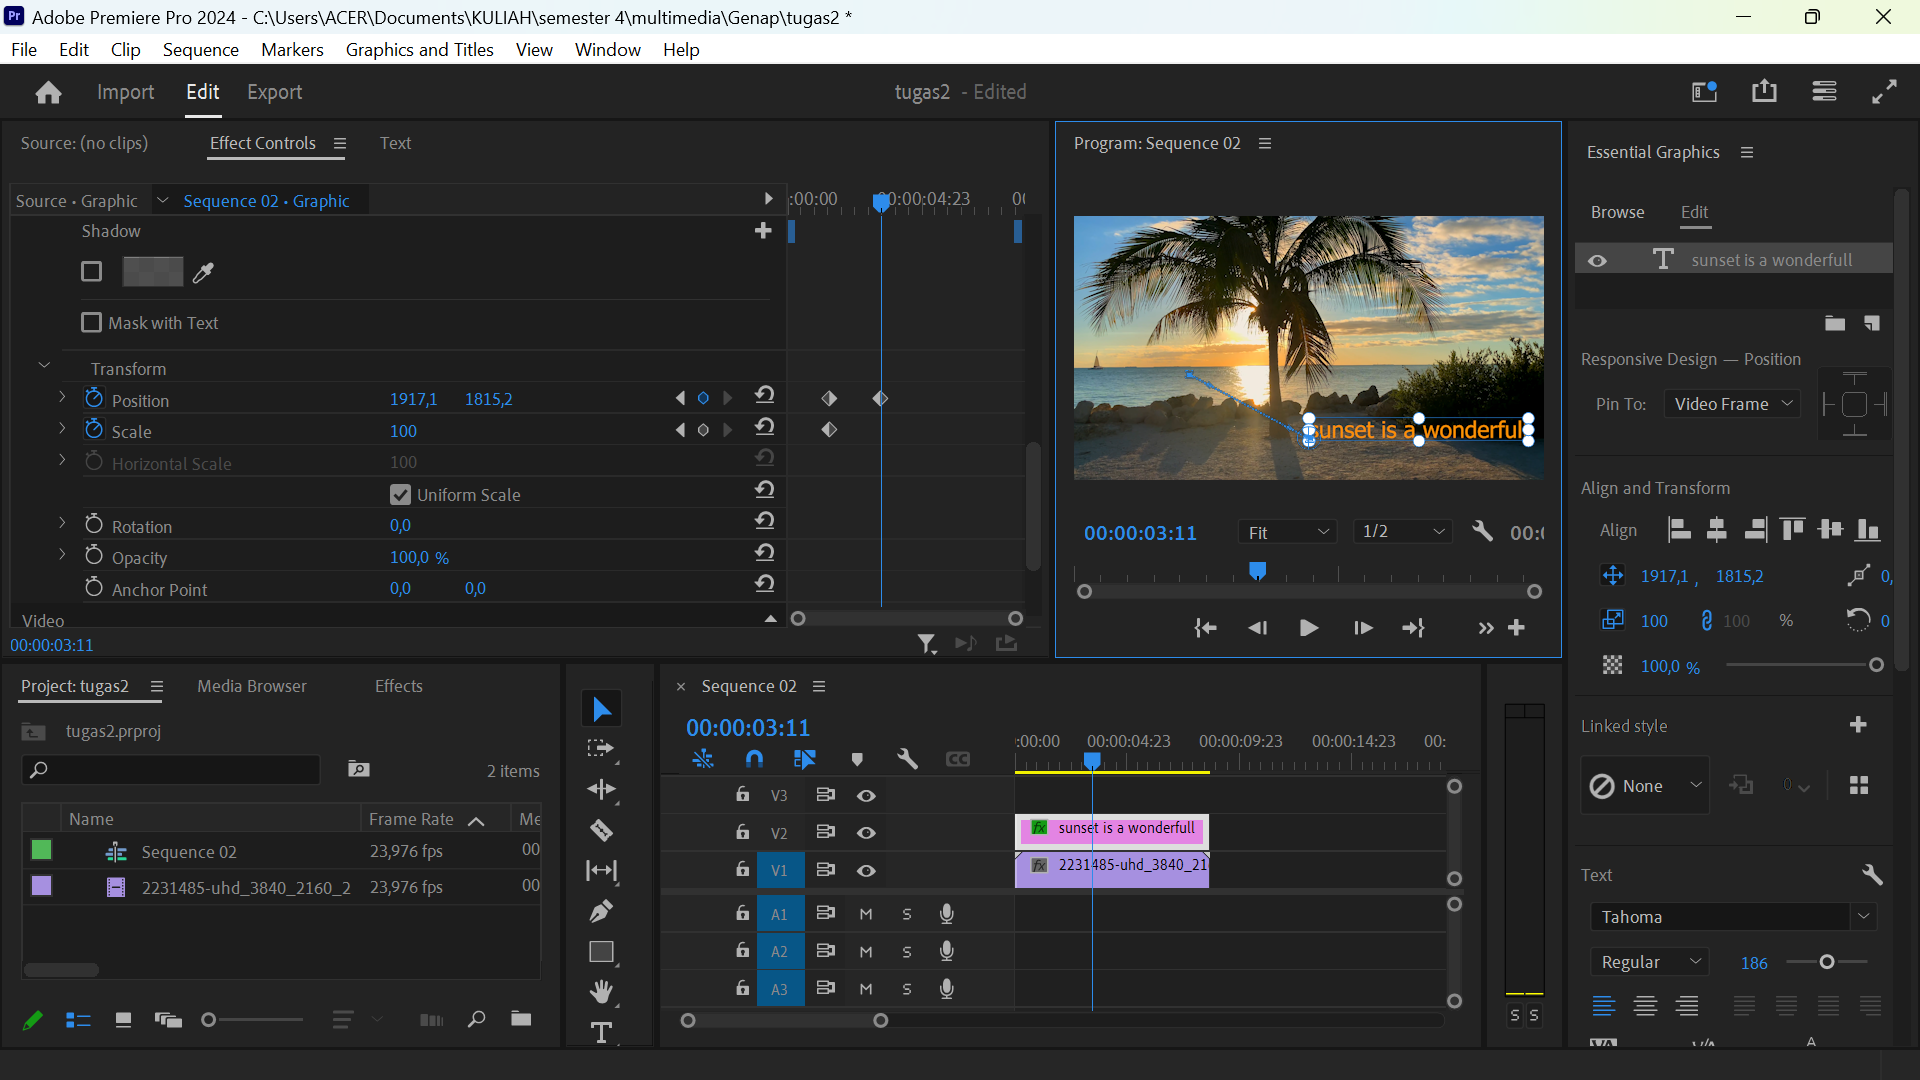 Adobe Premiere Pro 2024 - C:\Users\ACER\Documents\KULIAH\semester 4\multimedia\Genap\tugas2 *
File Edit Clip Sequence Markers Graphics and Titles View Window Help
Import Edit Export
tugas2 - Edited
Source: (no clips) Effect Controls Text
Source • Graphic Sequence 02 • Graphic
:00:00 00:00:04:23
Shadow
Mask with Text
Transform
Position 1917,1 1815,2
Scale 100
Horizontal Scale 100
Uniform Scale
Rotation 0,0
Opacity 100,0 %
Anchor Point 0,0 0,0
Video
00:00:03:11
Program: Sequence 02
sunset is a wonderful
00:00:03:11 Fit 1/2 00:
Essential Graphics
Browse Edit
T sunset is a wonderfull
Responsive Design — Position
Pin To: Video Frame
Align and Transform
Align
1917,1 , 1815,2 0,
100 100 % 0
100,0 %
Linked style
None 0
Text
Tahoma
Regular 186
Project: tugas2 Media Browser Effects
tugas2.prproj
2 items
Name Frame Rate Me
Sequence 02 23,976 fps 00
2231485-uhd_3840_2160_2 23,976 fps 00
× Sequence 02
00:00:03:11
:00:00 00:00:04:23 00:00:09:23 00:00:14:23 00:
V3
V2 fx sunset is a wonderfull
V1 fx 2231485-uhd_3840_21
A1 M S
A2 M S
A3 M S
S S